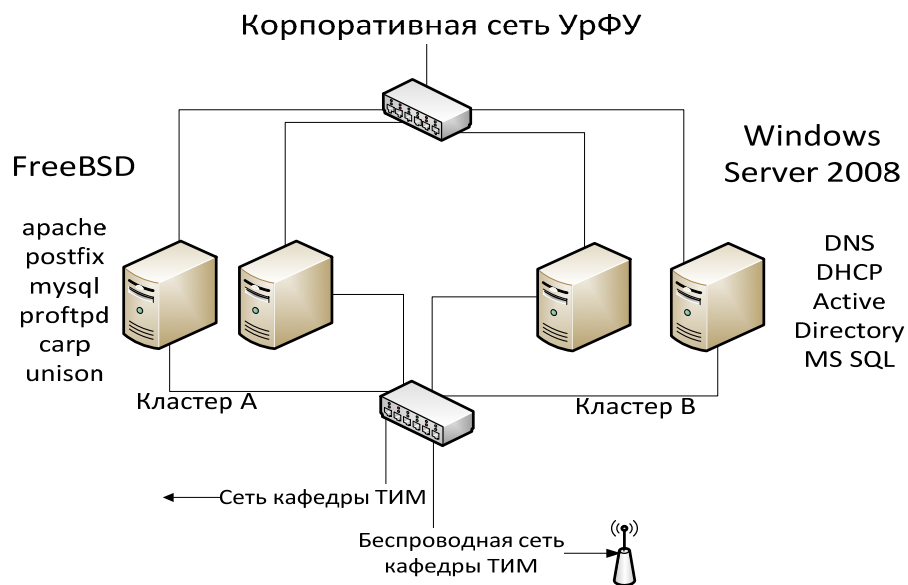 Корпоративная сеть УрФУ
FreeBSD
apache
postfix
mysql
proftpd
carp
unison
Windows
Server 2008
DNS
DHCP
Active
Directory
MS SQL
Кластер А
Кластер В
Сеть кафедры ТИМ
Беспроводная сеть
кафедры ТИМ